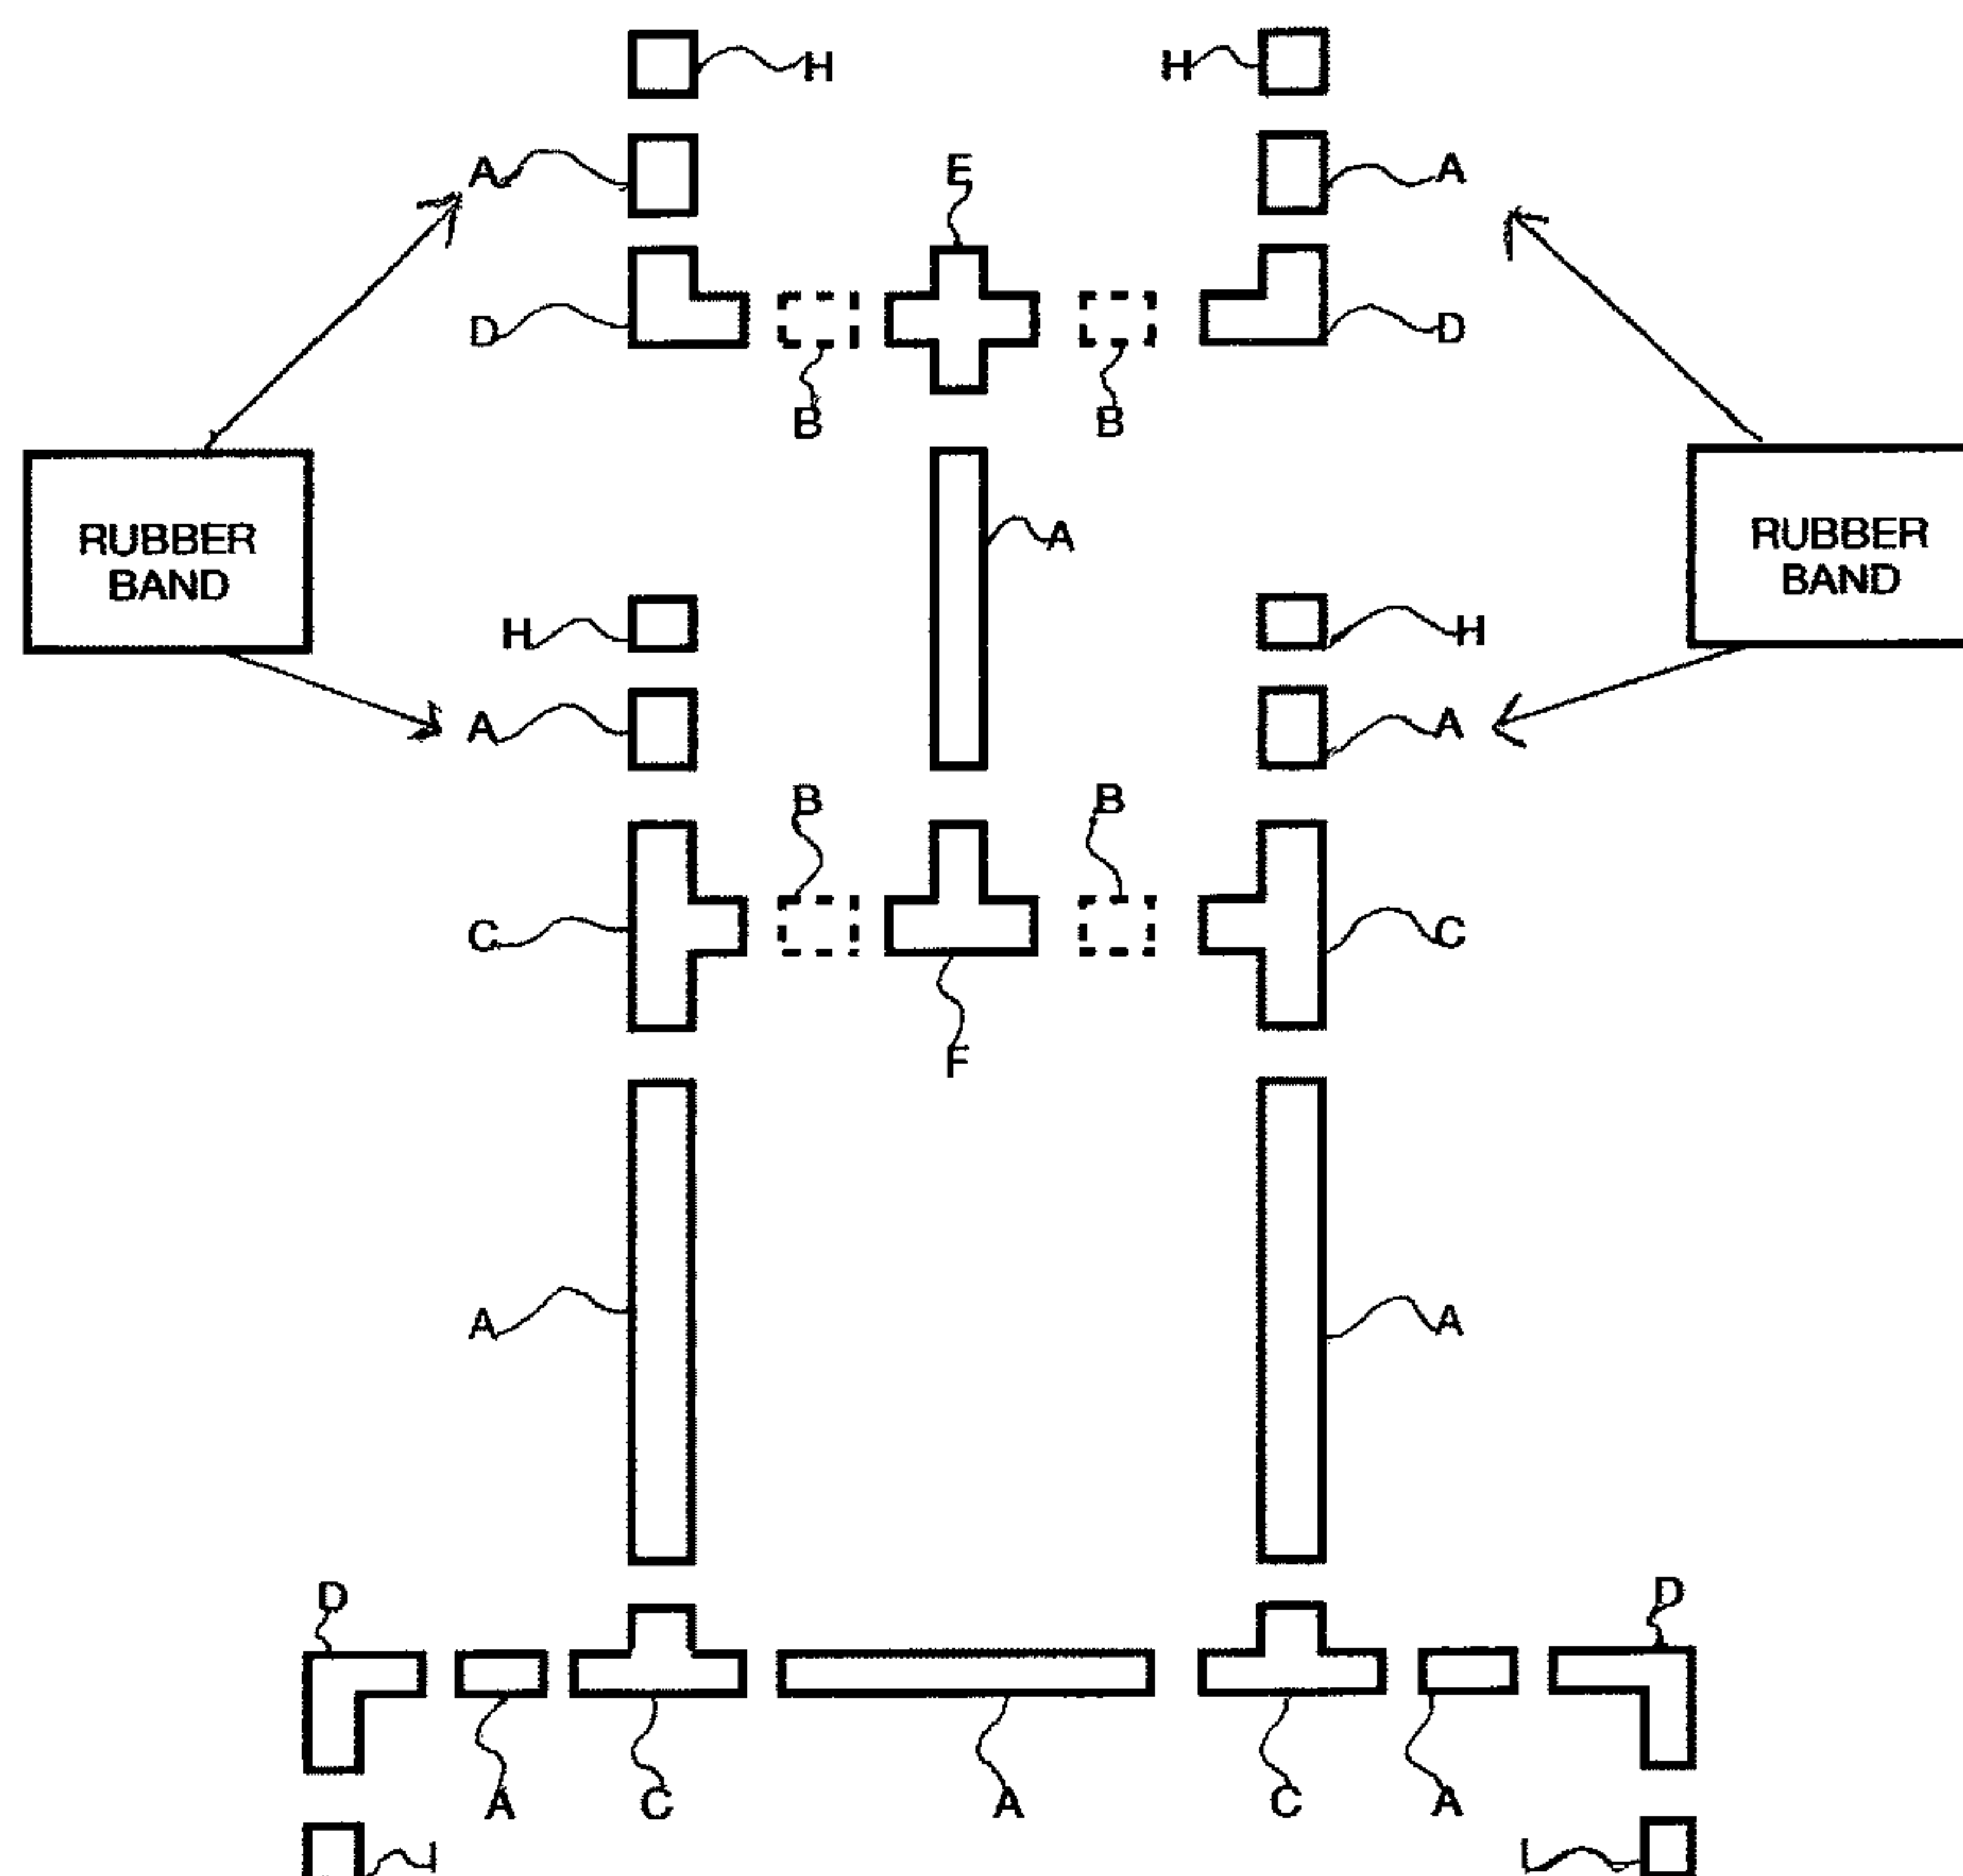 H H
A E A
D D
B B
RUBBER BAND
RUBBER BAND
A
H H
A A
B B
C C
F
A A
D D
A C A C A
I I